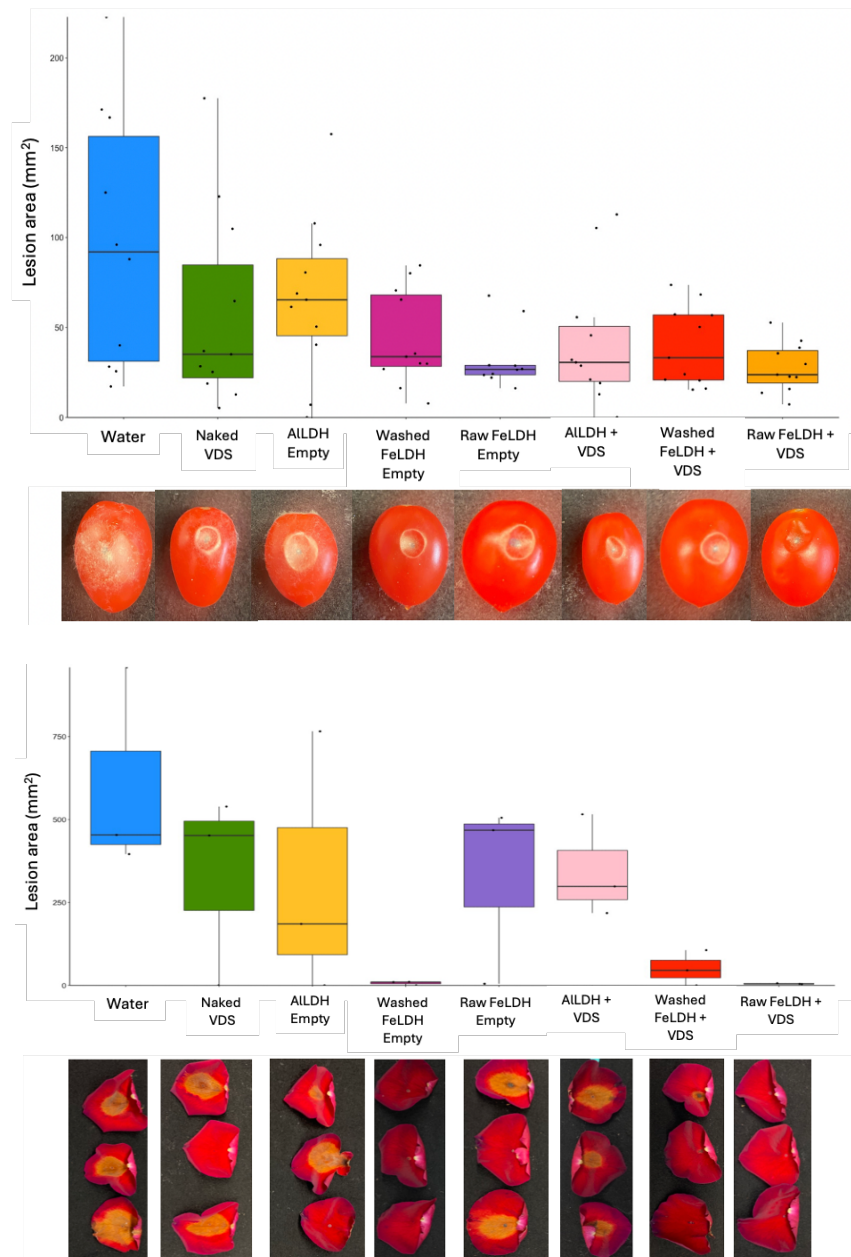 200
150
100
50
0
Lesion area (mm²)
Water
Naked
VDS
AlLDH
Empty
Washed
FeLDH
Empty
Raw FeLDH
Empty
AlLDH +
VDS
Washed
FeLDH +
VDS
Raw FeLDH +
VDS
750
500
250
0
Lesion area (mm²)
Water
Naked
VDS
AlLDH
Empty
Washed
FeLDH
Empty
Raw FeLDH
Empty
AlLDH +
VDS
Washed
FeLDH +
VDS
Raw FeLDH +
VDS